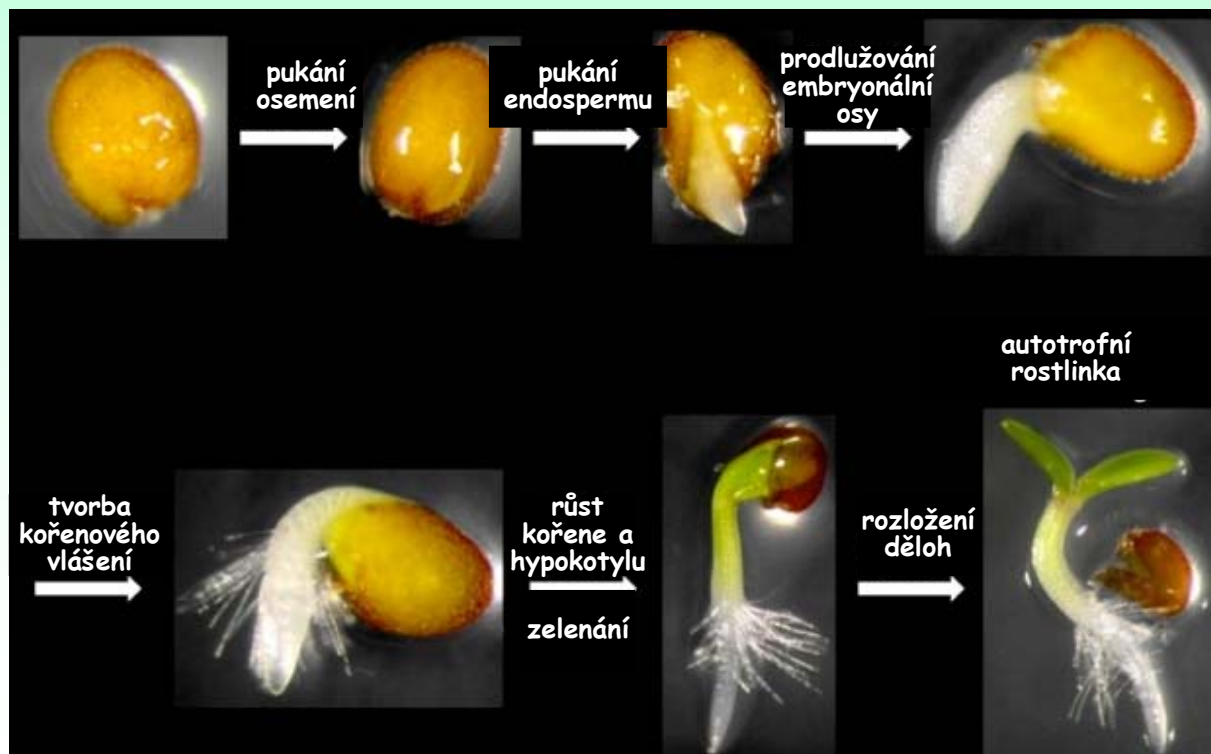 pukání
osemení
pukání
endospermu
prodlužování
embryonální
osy
autotrofní
rostlinka
tvorba
kořenového
vlášení
růst
kořene a
hypokotylu
zelenání
rozložení
děloh